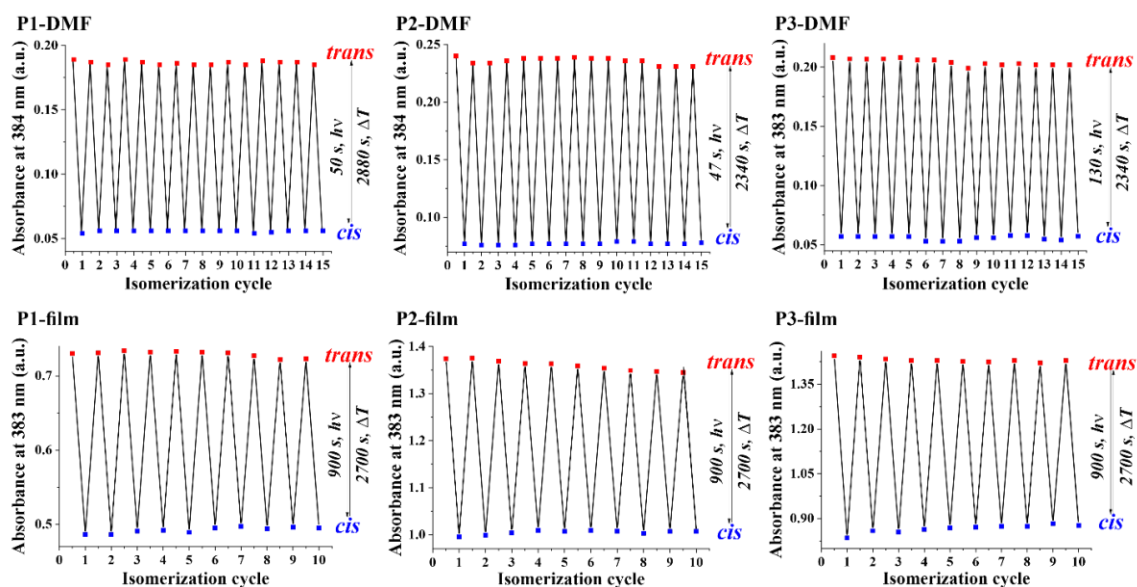 P1-DMF
Absorbance at 384 nm (a.u.)
0.20
0.15
0.10
0.05
0 1 2 3 4 5 6 7 8 9 10 11 12 13 14 15
Isomerization cycle
trans
50 s, hν
2880 s, ΔT
cis
P2-DMF
Absorbance at 384 nm (a.u.)
0.25
0.20
0.15
0.10
0 1 2 3 4 5 6 7 8 9 10 11 12 13 14 15
Isomerization cycle
trans
47 s, hν
2340 s, ΔT
cis
P3-DMF
Absorbance at 383 nm (a.u.)
0.20
0.15
0.10
0.05
0 1 2 3 4 5 6 7 8 9 10 11 12 13 14 15
Isomerization cycle
trans
130 s, hν
2340 s, ΔT
cis
P1-film
Absorbance at 383 nm (a.u.)
0.7
0.6
0.5
0 1 2 3 4 5 6 7 8 9 10
Isomerization cycle
trans
900 s, hν
2700 s, ΔT
cis
P2-film
Absorbance at 383 nm (a.u.)
1.4
1.3
1.2
1.1
1.0
0 1 2 3 4 5 6 7 8 9 10
Isomerization cycle
trans
900 s, hν
2700 s, ΔT
cis
P3-film
Absorbance at 383 nm (a.u.)
1.35
1.20
1.05
0.90
0 1 2 3 4 5 6 7 8 9 10
Isomerization cycle
trans
900 s, hν
2700 s, ΔT
cis